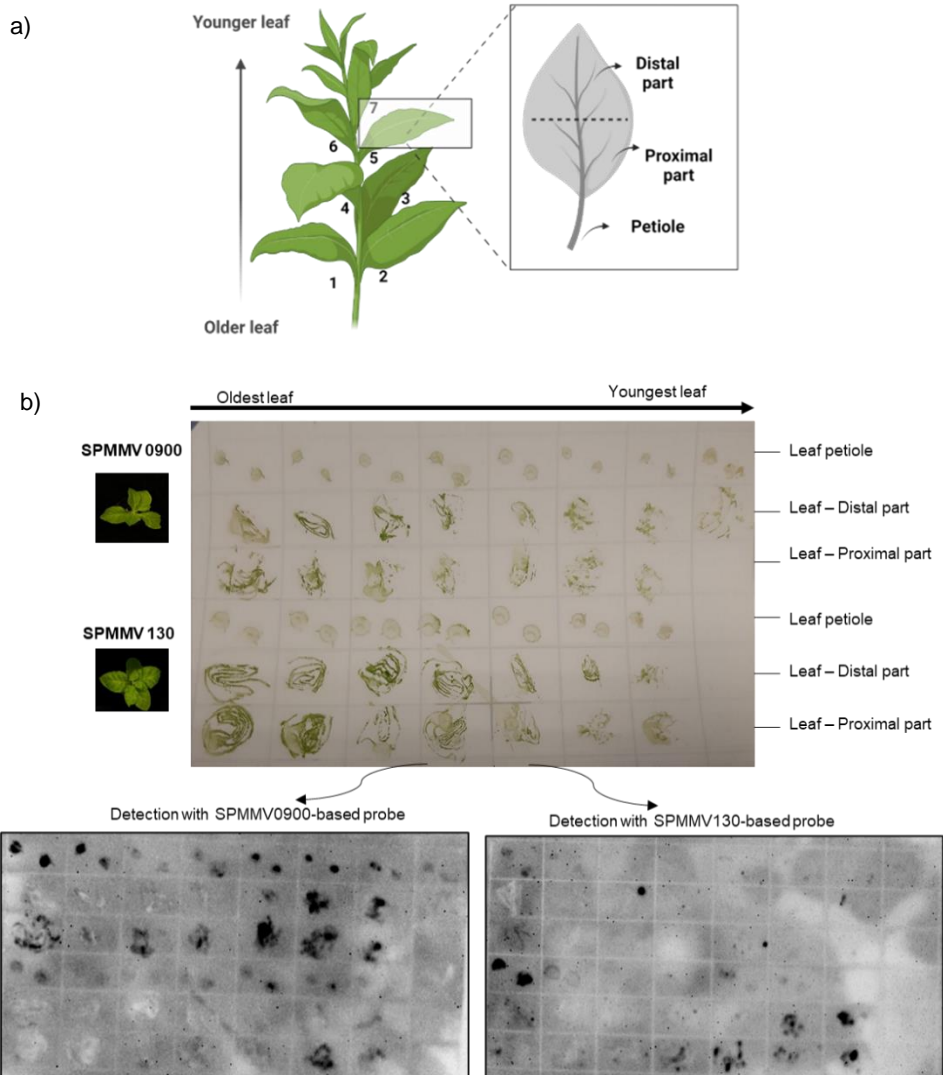 a)
Younger leaf
Older leaf
7
6
5
4
3
1
2
Distal
part
Proximal
part
Petiole
b)
Oldest leaf
Youngest leaf
SPMMV 0900
SPMMV 130
Leaf petiole
Leaf – Distal part
Leaf – Proximal part
Leaf petiole
Leaf – Distal part
Leaf – Proximal part
Detection with SPMMV0900-based probe
Detection with SPMMV130-based probe